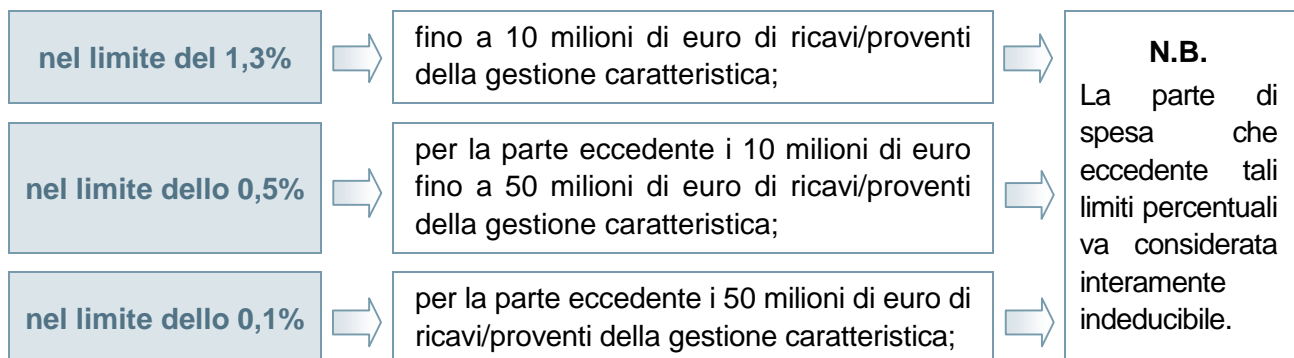 nel limite del 1,3%
fino a 10 milioni di euro di ricavi/proventi
della gestione caratteristica;
nel limite dello 0,5%
per la parte eccedente i 10 milioni di euro
fino a 50 milioni di euro di ricavi/proventi
della gestione caratteristica;
nel limite dello 0,1%
per la parte eccedente i 50 milioni di euro di
ricavi/proventi della gestione caratteristica;
N.B.
La parte di
spesa che
eccedente tali
limiti percentuali
va considerata
interamente
indeducibile.